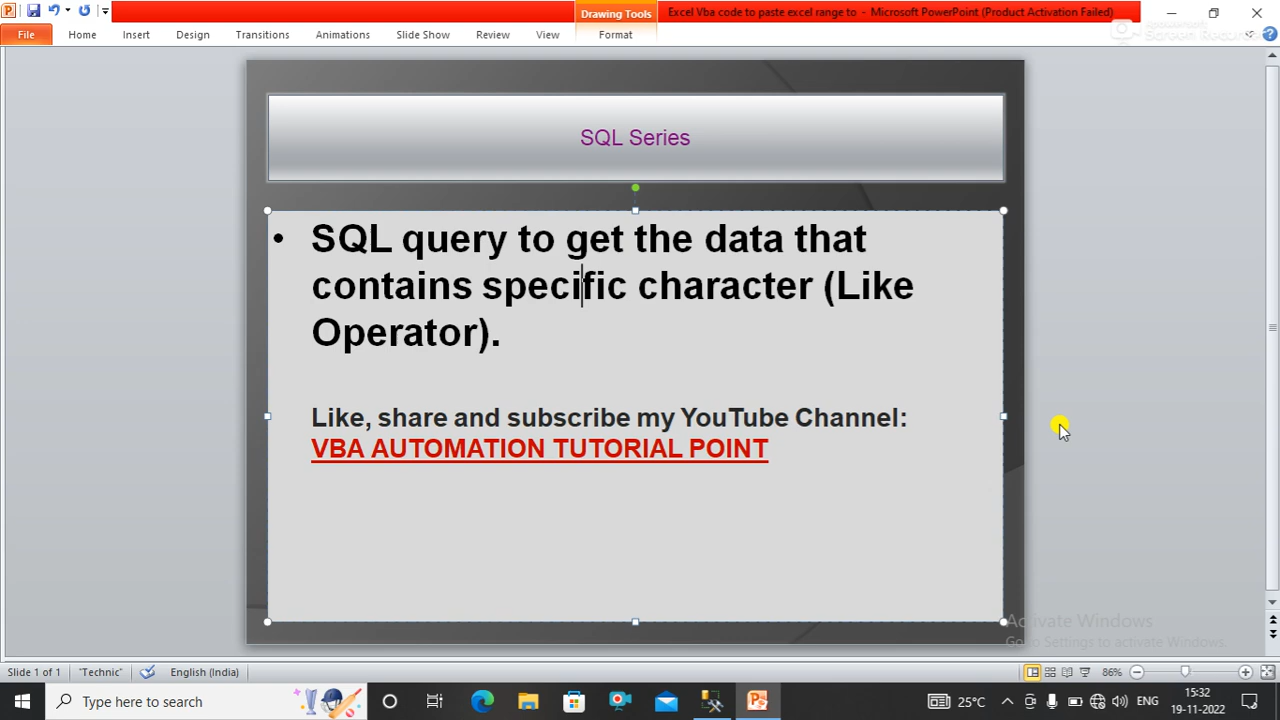 Drawing Tools
Excel Vba code to paste excel range to - Microsoft PowerPoint (Product Activation Failed)
File Home Insert Design Transitions Animations Slide Show Review View Format
SQL Series
• SQL query to get the data that
contains specific character (Like
Operator).
Like, share and subscribe my YouTube Channel:
VBA AUTOMATION TUTORIAL POINT
Activate Windows
Go to Settings to activate Windows.
Slide 1 of 1 "Technic" English (India) 86%
Type here to search
25°C
ENG
15:32
19-11-2022